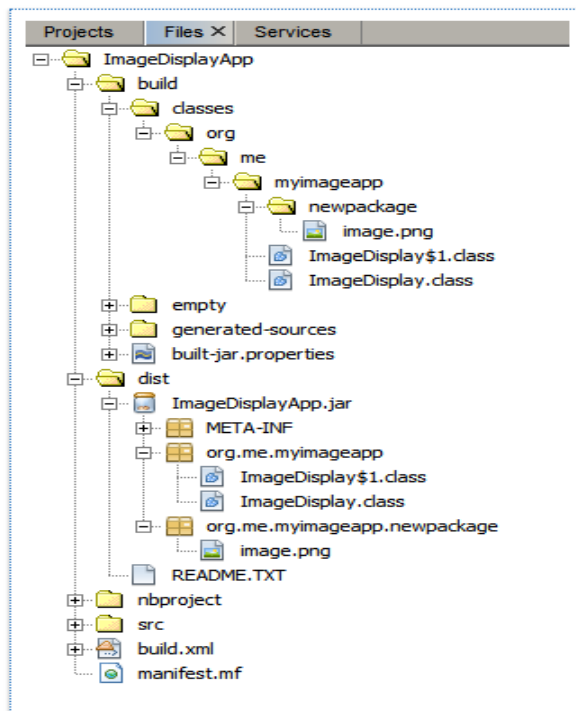 Projects Files X Services
ImageDisplayApp
build
classes
org
me
myimageapp
newpackage
image.png
ImageDisplay$1.class
ImageDisplay.class
empty
generated-sources
built-jar.properties
dist
ImageDisplayApp.jar
META-INF
org.me.myimageapp
ImageDisplay$1.class
ImageDisplay.class
org.me.myimageapp.newpackage
image.png
README.TXT
nbproject
src
build.xml
manifest.mf